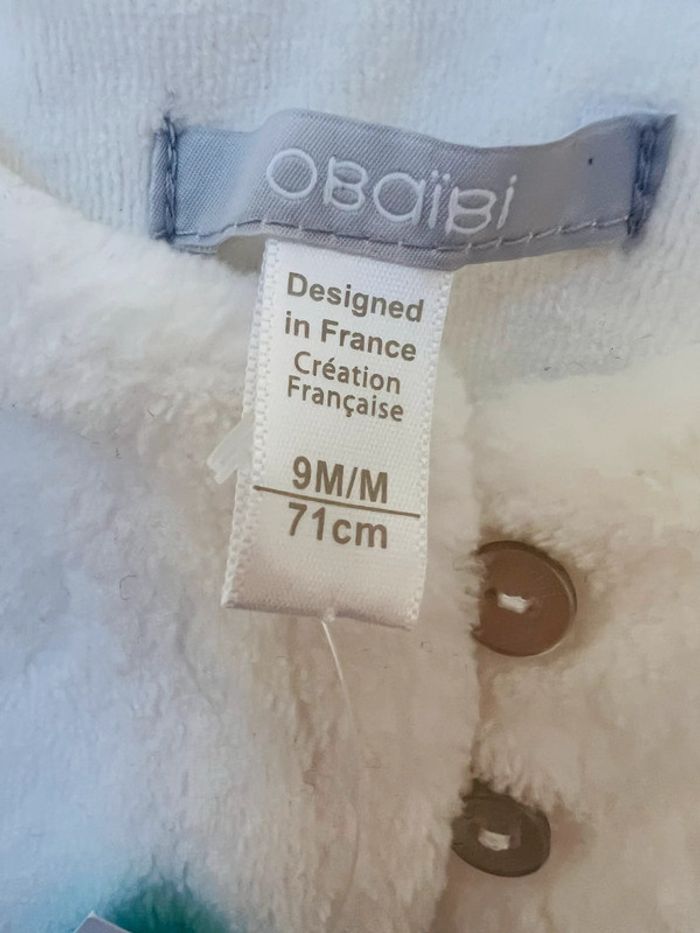 OBaïBi
Designed
in France
Création
Française
9M/M
71cm